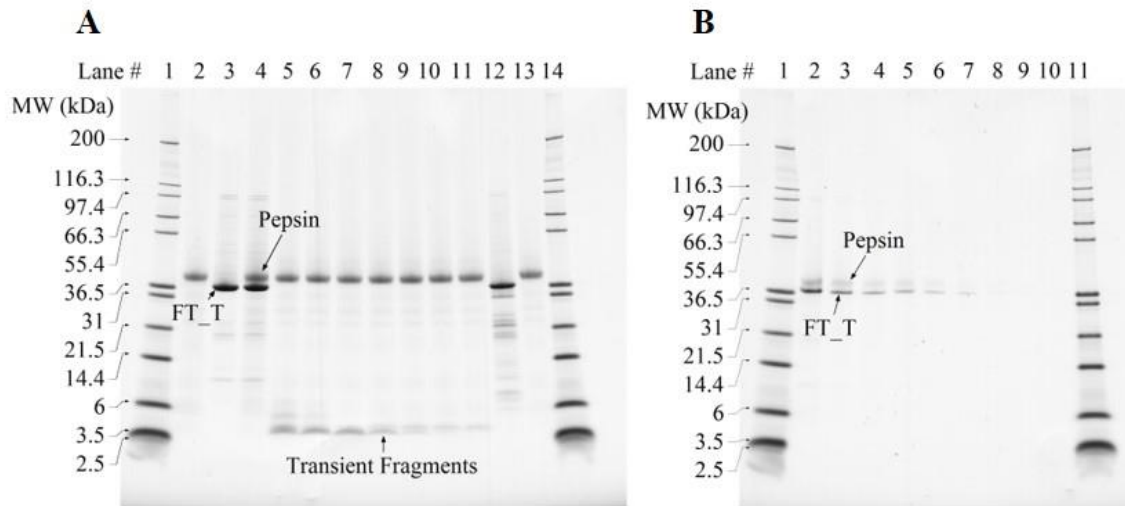 A
Lane # 1 2 3 4 5 6 7 8 9 10 11 12 13 14
MW (kDa)
200
116.3
97.4
66.3
55.4
36.5
31
21.5
14.4
6
3.5
2.5
Pepsin
FT_T
Transient Fragments
B
Lane # 1 2 3 4 5 6 7 8 9 10 11
MW (kDa)
200
116.3
97.4
66.3
55.4
36.5
31
21.5
14.4
6
3.5
2.5
Pepsin
FT_T